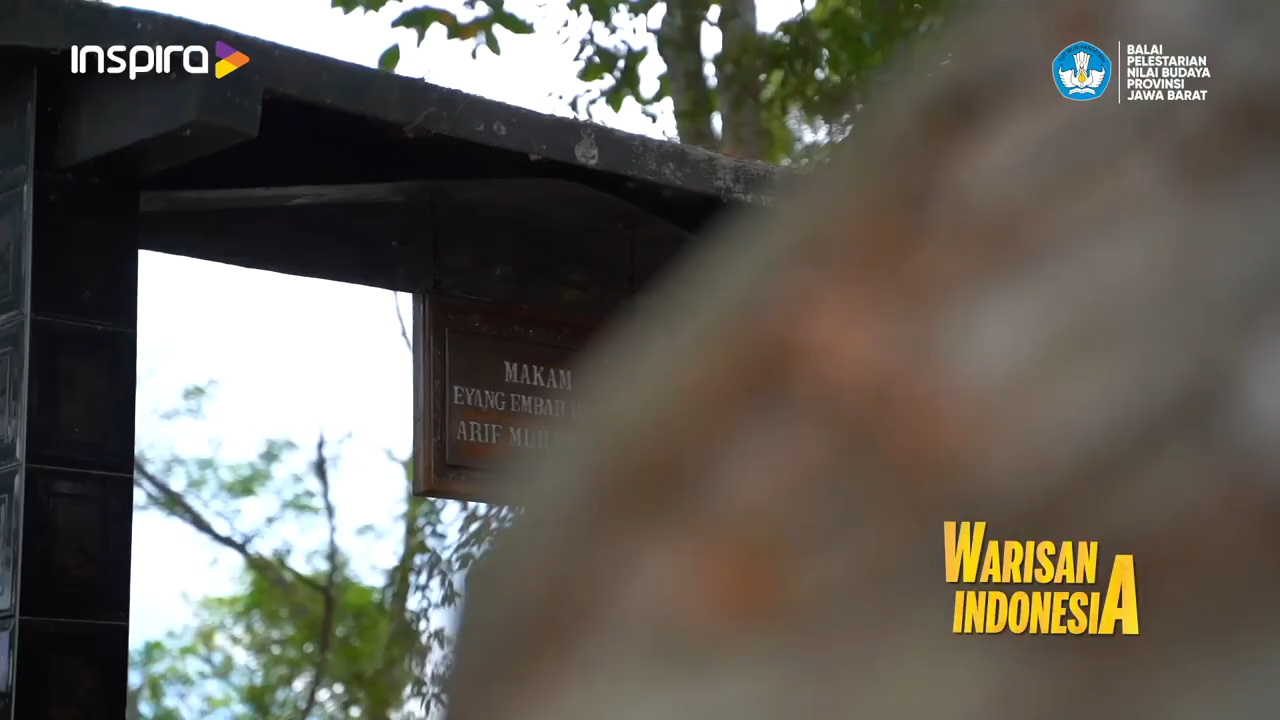 inspira
BALAI
PELESTARIAN
NILAI BUDAYA
PROVINSI
JAWA BARAT
MAKAM
EYANG EMBAH
ARIF
WARISAN
INDONESIA